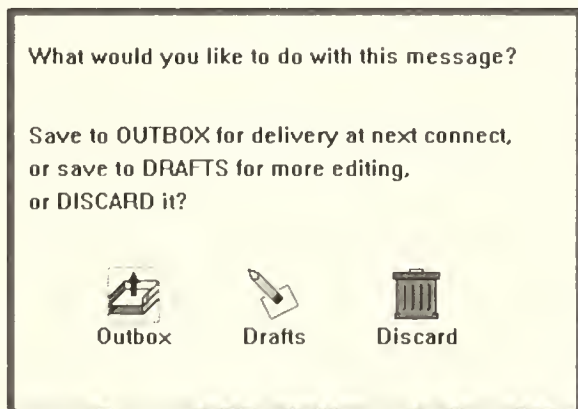 What would you like to do with this message?
Save to OUTBOX for delivery at next connect,
or save to DRAFTS for more editing,
or DISCARD it?
Outbox Drafts Discard